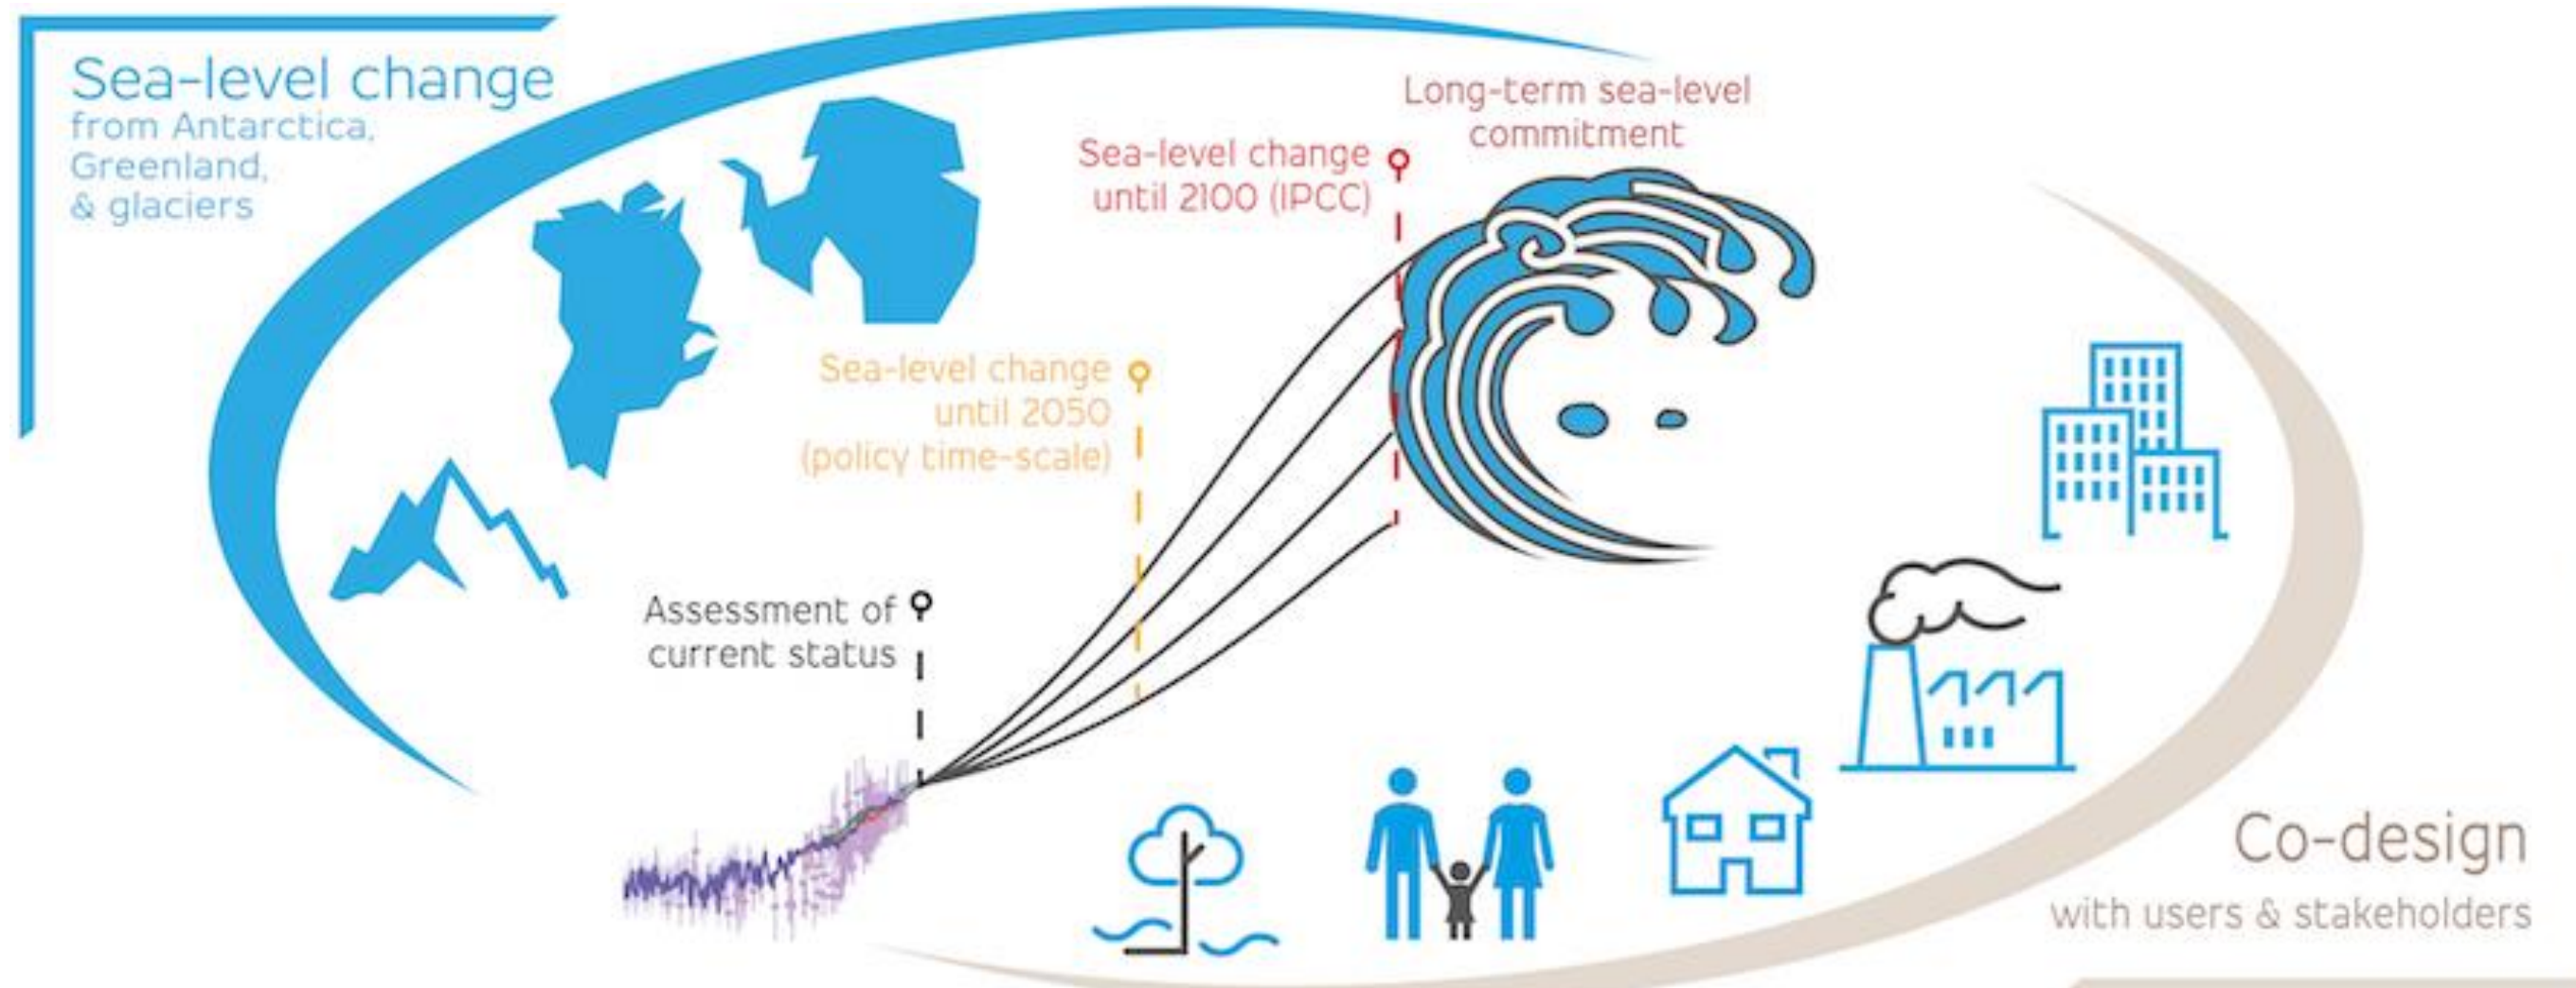 Sea-level change
from Antarctica,
Greenland,
& glaciers
Long-term sea-level
commitment
Sea-level change
until 2100 (IPCC)
Sea-level change
until 2050
(policy time-scale)
Assessment of
current status
Co-design
with users & stakeholders